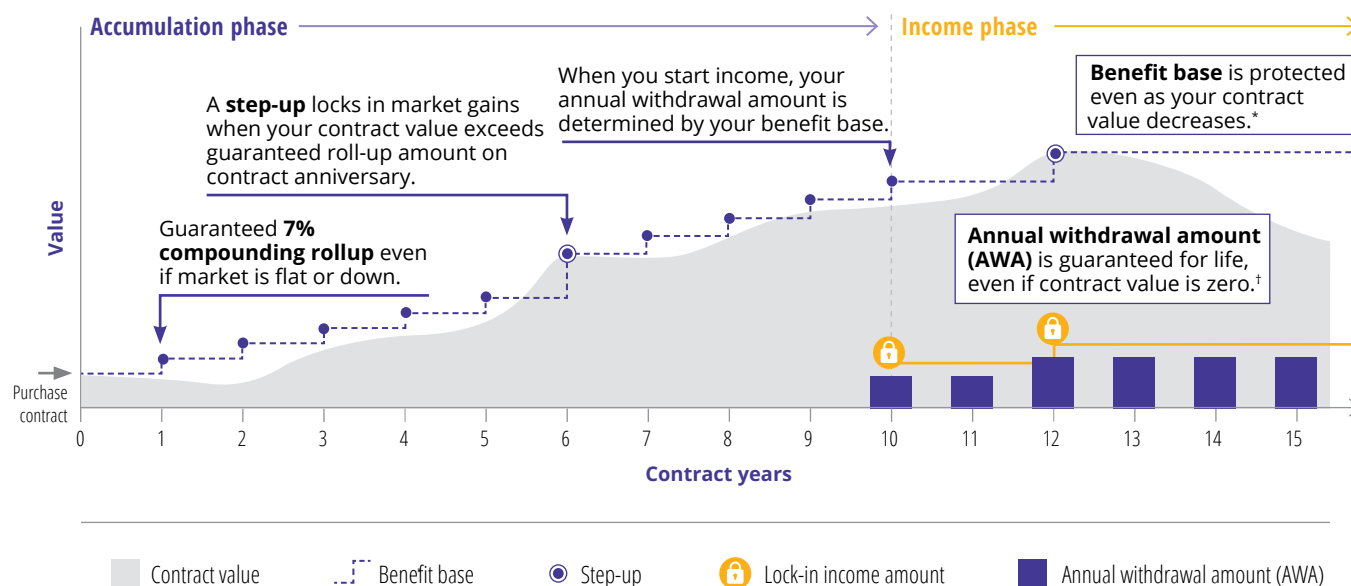 Accumulation phase
Income phase
When you start income, your
annual withdrawal amount is
determined by your benefit base.
Benefit base is protected
even as your contract
value decreases.*
A step-up locks in market gains
when your contract value exceeds
guaranteed roll-up amount on
contract anniversary.
Guaranteed 7%
compounding rollup even
if market is flat or down.
Annual withdrawal amount
(AWA) is guaranteed for life,
even if contract value is zero.†
Value
Purchase
contract
0 1 2 3 4 5 6 7 8 9 10 11 12 13 14 15
Contract years
Contract value Benefit base Step-up Lock-in income amount Annual withdrawal amount (AWA)